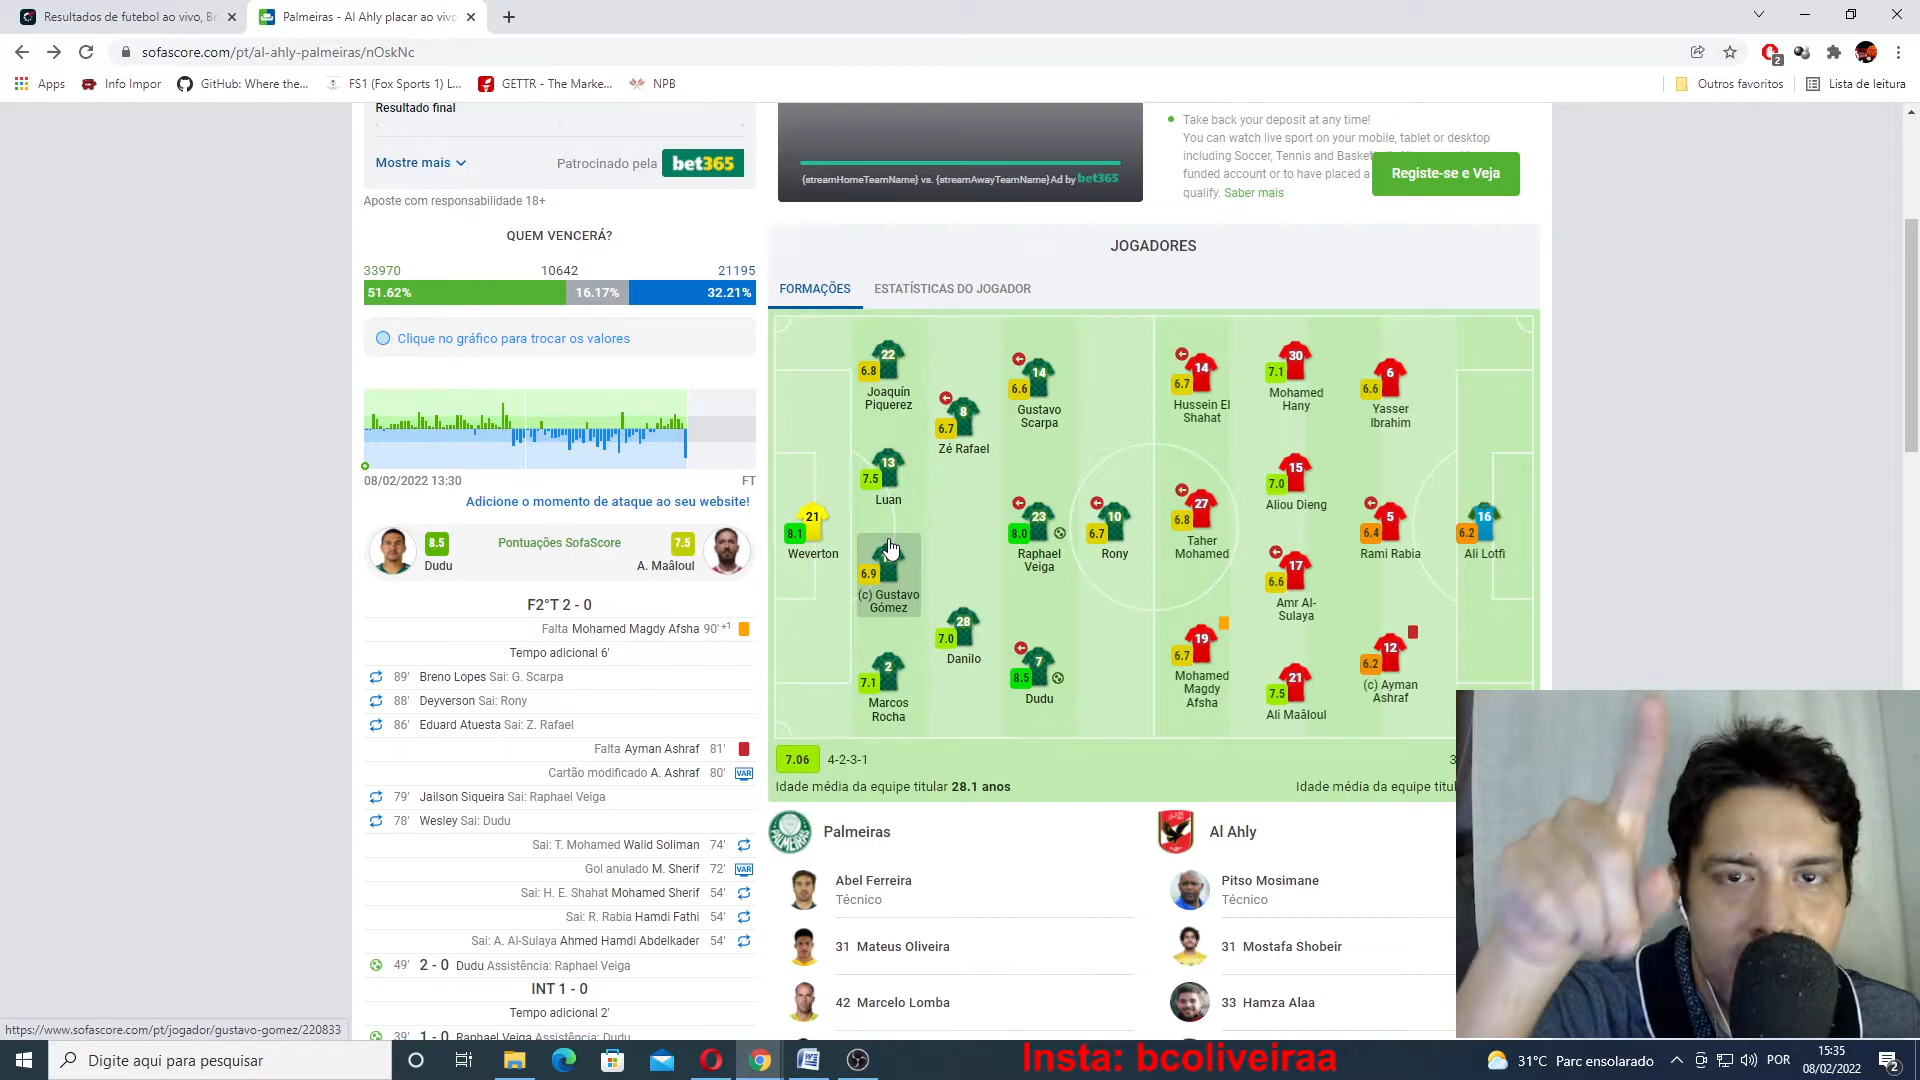 Resultados de futebol ao vivo, Br
Palmeiras - Al Ahly placar ao vivo
sofascore.com/pt/al-ahly-palmeiras/nOskNc
2
Apps
Info Impor
GitHub: Where the...
FS1 (Fox Sports 1) L...
GETTR - The Marke...
NPB
Outros favoritos
Lista de leitura
Resultado final
Mostre mais
Patrocinado pela
bet365
Aposte com responsabilidade 18+
{streamHomeTeamName} vs. {streamAwayTeamName}
Ad by bet365
Take back your deposit at any time!
You can watch live sport on your mobile, tablet or desktop
including Soccer, Tennis and Basket
funded account or to have placed a
qualify. Saber mais
Registe-se e Veja
QUEM VENCERÁ?
33970 10642 21195
51.62% 16.17% 32.21%
Clique no gráfico para trocar os valores
08/02/2022 13:30 FT
Adicione o momento de ataque ao seu website!
8.5
Dudu
Pontuações SofaScore
7.5
A. Maâloul
F2°T 2 - 0
Falta Mohamed Magdy Afsha 90'+1
Tempo adicional 6'
89' Breno Lopes Sai: G. Scarpa
88' Deyverson Sai: Rony
86' Eduard Atuesta Sai: Z. Rafael
Falta Ayman Ashraf 81'
Cartão modificado A. Ashraf 80' VAR
79' Jailson Siqueira Sai: Raphael Veiga
78' Wesley Sai: Dudu
Sai: T. Mohamed Walid Soliman 74'
Gol anulado M. Sherif 72' VAR
Sai: H. E. Shahat Mohamed Sherif 54'
Sai: R. Rabia Hamdi Fathi 54'
Sai: A. Al-Sulaya Ahmed Hamdi Abdelkader 54'
49' 2 - 0 Dudu Assistência: Raphael Veiga
INT 1 - 0
Tempo adicional 2'
39' 1 - 0 Raphael Veiga Assistência: Dudu
JOGADORES
FORMAÇÕES
ESTATÍSTICAS DO JOGADOR
21
8.1
Weverton
22
6.8
Joaquín
Piquerez
13
7.5
Luan
6.9
(c) Gustavo
Gómez
2
7.1
Marcos
Rocha
8
6.7
Zé Rafael
28
7.0
Danilo
14
6.6
Gustavo
Scarpa
23
8.0
Raphael
Veiga
7
8.5
Dudu
10
6.7
Rony
14
6.7
Hussein El
Shahat
27
6.8
Taher
Mohamed
19
6.7
Mohamed
Magdy
Afsha
30
7.1
Mohamed
Hany
15
7.0
Aliou Dieng
17
6.6
Amr Al-
Sulaya
21
7.5
Ali Maâloul
6
6.6
Yasser
Ibrahim
5
6.4
Rami Rabia
12
6.2
(c) Ayman
Ashraf
16
6.2
Ali Lotfi
7.06 4-2-3-1
3
Idade média da equipe titular 28.1 anos
Idade média da equipe titul
Palmeiras
Abel Ferreira
Técnico
31 Mateus Oliveira
42 Marcelo Lomba
Al Ahly
Pitso Mosimane
Técnico
31 Mostafa Shobeir
33 Hamza Alaa
https://www.sofascore.com/pt/jogador/gustavo-gomez/220833
Digite aqui para pesquisar
Insta: bcoliveiraa
31°C Parc ensolarado
POR
15:35
08/02/2022
2